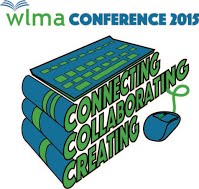 wlma CONFERENCE 2015
CONNECTING
COLLABORATING
CREATING